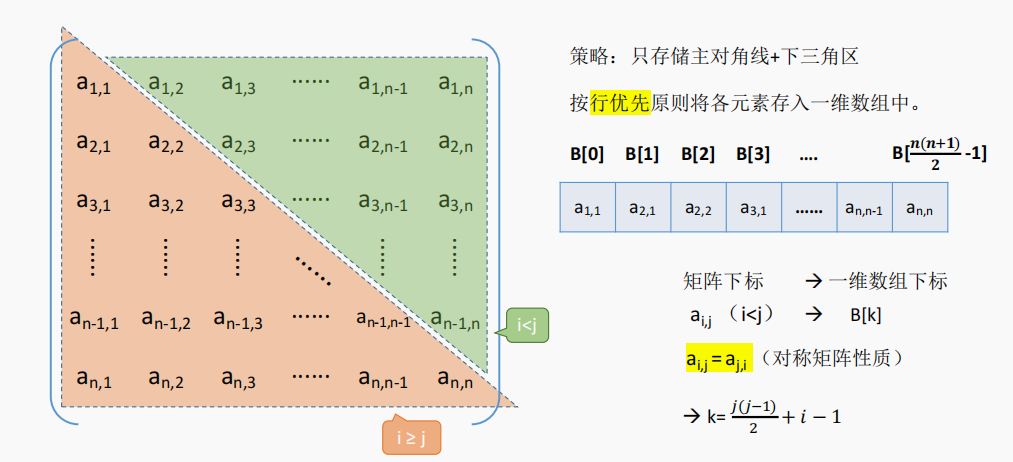 a1,1 a1,2 a1,3 ...... a1,n-1 a1,n
a2,1 a2,2 a2,3 ...... a2,n-1 a2,n
a3,1 a3,2 a3,3 ...... a3,n-1 a3,n
...... ...... ...... ...... ...... ......
an-1,1 an-1,2 an-1,3 ...... an-1,n-1 an-1,n
an,1 an,2 an,3 ...... an,n-1 an,n
i<j
i ≥ j
策略：只存储主对角线+下三角区
按行优先原则将各元素存入一维数组中。
B[0] B[1] B[2] B[3] .... B[n(n+1)/2 -1]
a1,1 a2,1 a2,2 a3,1 ...... an,n-1 an,n
矩阵下标 → 一维数组下标
ai,j （i<j） → B[k]
ai,j = aj,i（对称矩阵性质）
→ k= j(j−1)/2 + i − 1